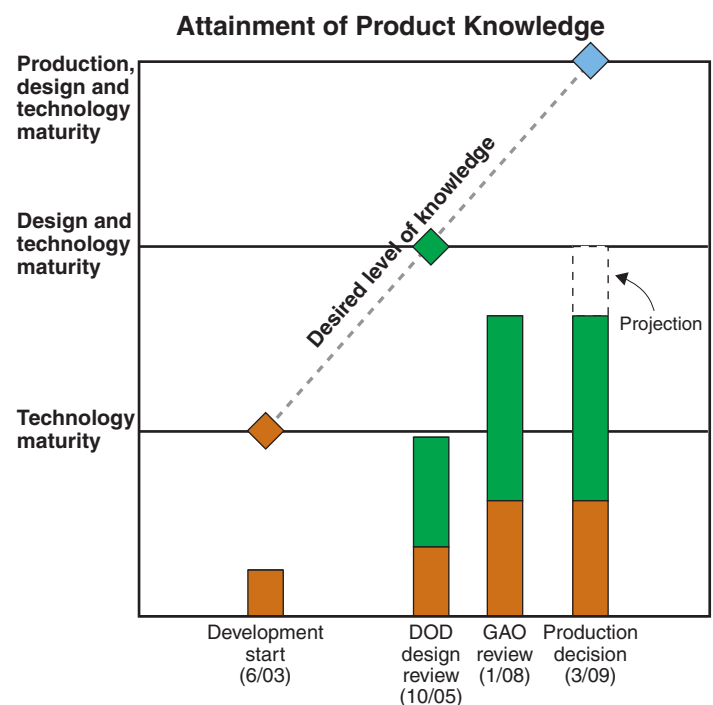 Attainment of Product Knowledge
Production,
design and
technology
maturity
Design and
technology
maturity
Technology
maturity
Desired level of knowledge
Projection
Development
start
(6/03)
DOD
design
review
(10/05)
GAO
review
(1/08)
Production
decision
(3/09)